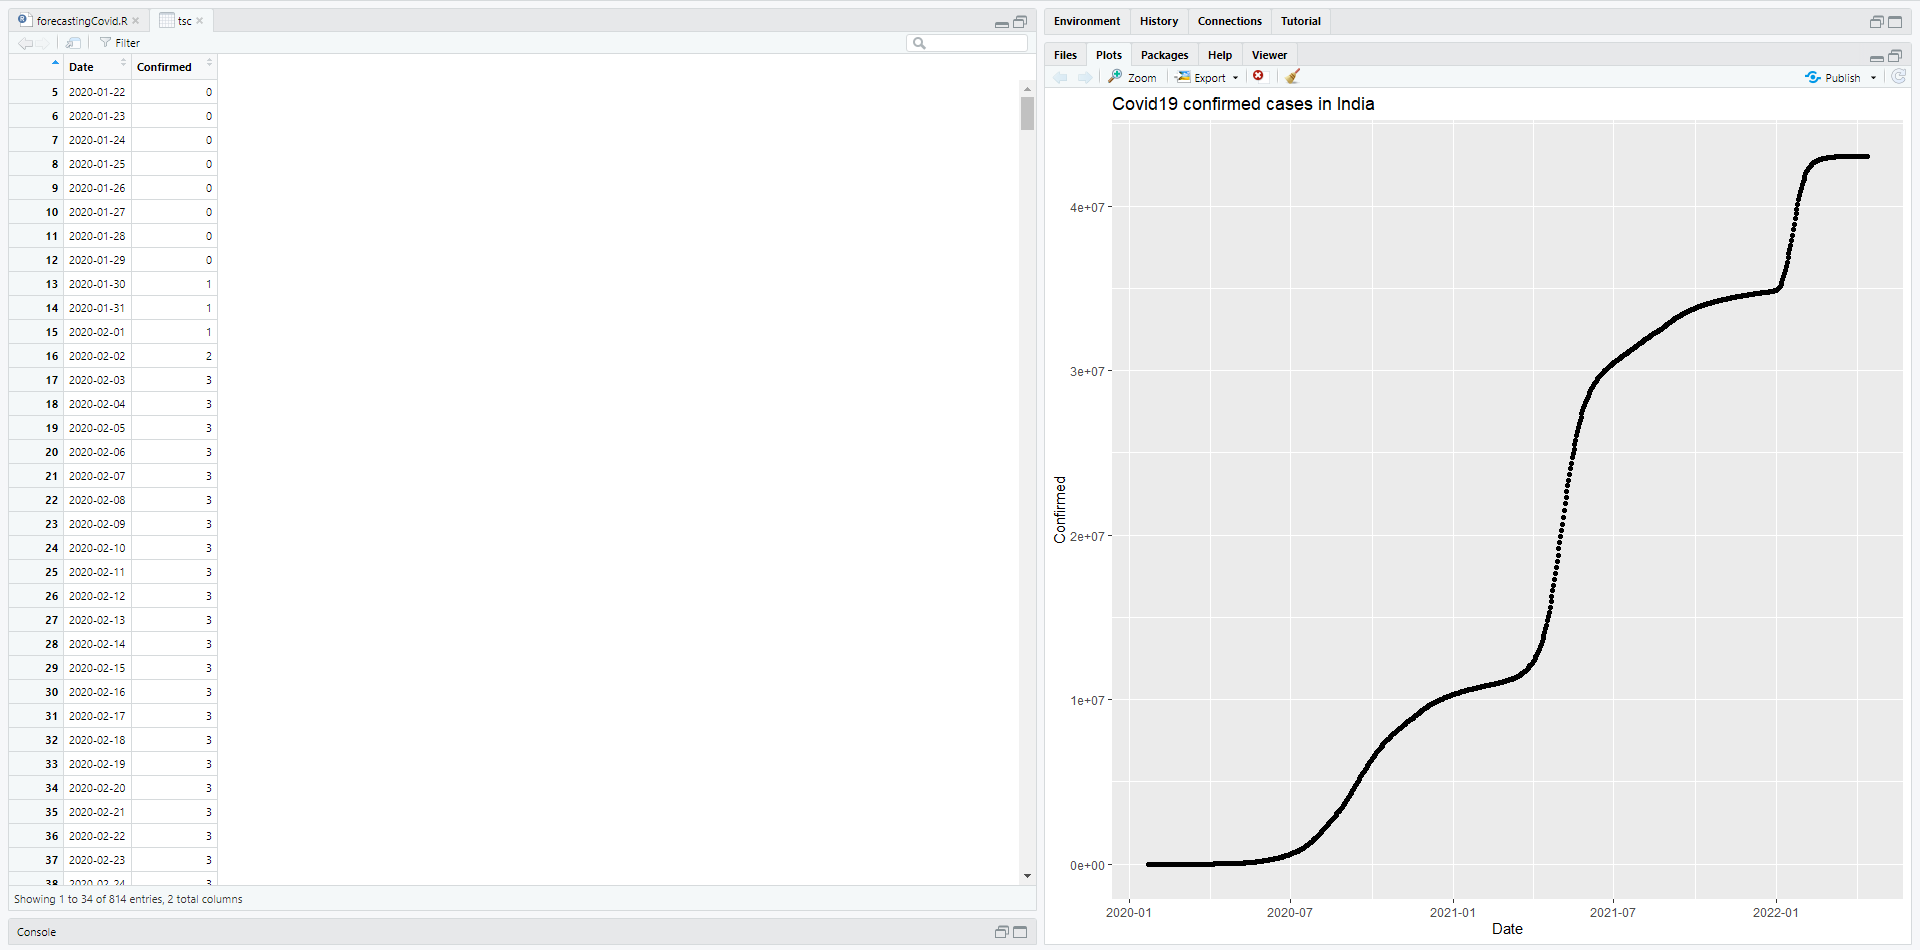 forecastingCovid.R
tsc
Filter
Date Confirmed
5 2020-01-22 0
6 2020-01-23 0
7 2020-01-24 0
8 2020-01-25 0
9 2020-01-26 0
10 2020-01-27 0
11 2020-01-28 0
12 2020-01-29 0
13 2020-01-30 1
14 2020-01-31 1
15 2020-02-01 1
16 2020-02-02 2
17 2020-02-03 3
18 2020-02-04 3
19 2020-02-05 3
20 2020-02-06 3
21 2020-02-07 3
22 2020-02-08 3
23 2020-02-09 3
24 2020-02-10 3
25 2020-02-11 3
26 2020-02-12 3
27 2020-02-13 3
28 2020-02-14 3
29 2020-02-15 3
30 2020-02-16 3
31 2020-02-17 3
32 2020-02-18 3
33 2020-02-19 3
34 2020-02-20 3
35 2020-02-21 3
36 2020-02-22 3
37 2020-02-23 3
38 2020-02-24 3
Showing 1 to 34 of 814 entries, 2 total columns
Console
Environment History Connections Tutorial
Files Plots Packages Help Viewer
Zoom Export Publish
Covid19 confirmed cases in India
Confirmed
4e+07
3e+07
2e+07
1e+07
0e+00
2020-01 2020-07 2021-01 2021-07 2022-01
Date